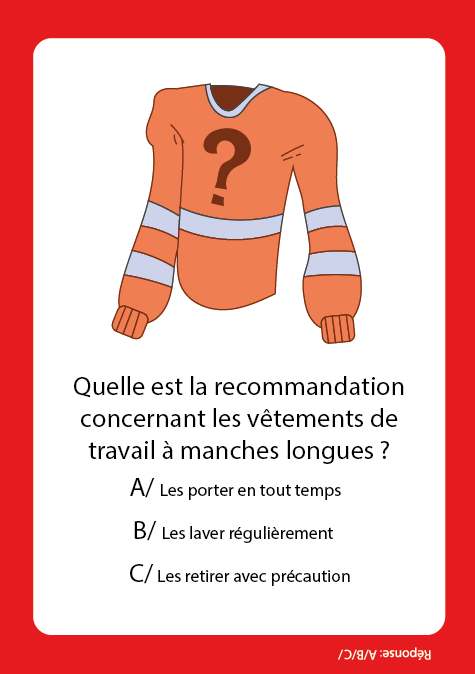 ?
Quelle est la recommandation
concernant les vêtements de
travail à manches longues ?
A/ Les porter en tout temps
B/ Les laver régulièrement
C/ Les retirer avec précaution
Réponse: A/B/C/